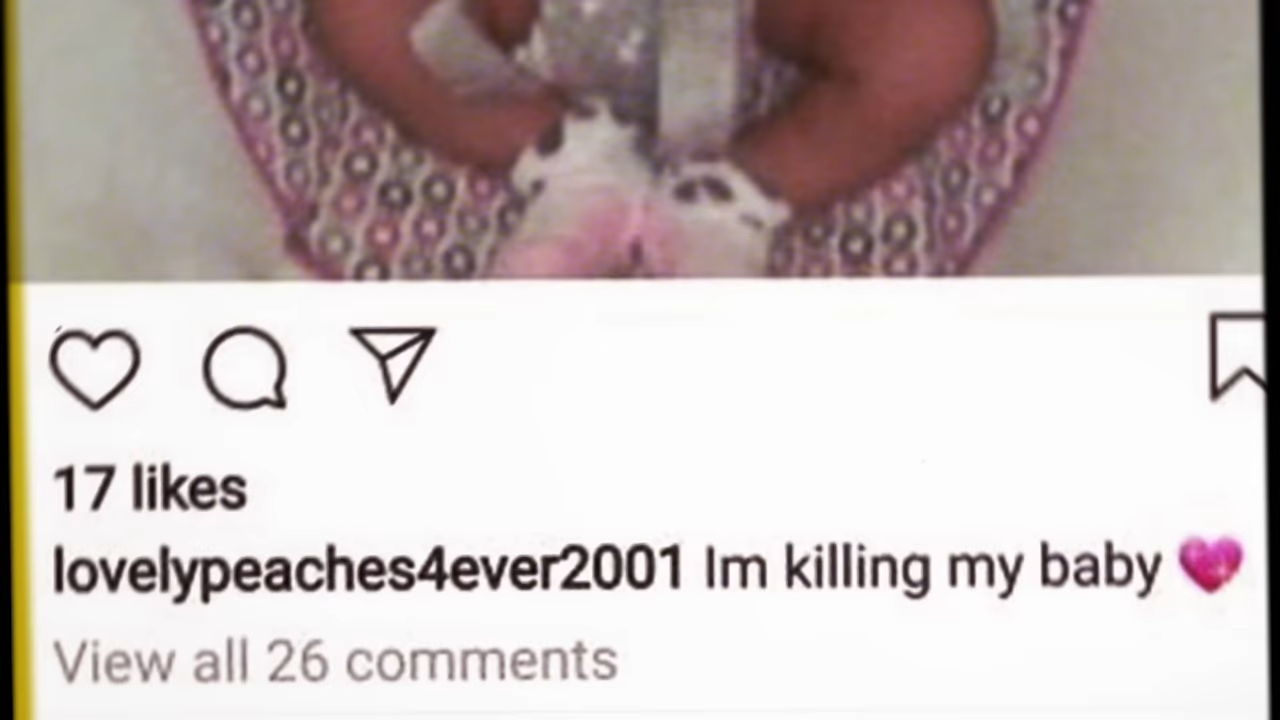 17 likes
lovelypeaches4ever2001 Im killing my baby 💗
View all 26 comments